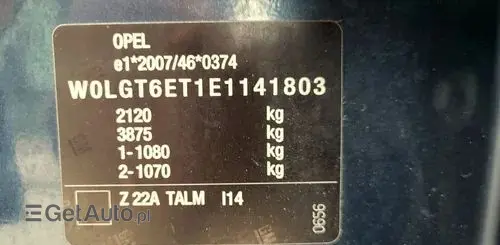 OPEL
e1*2007/46*0374
W0LGT6ET1E1141803
2120 kg
3875 kg
1-1080 kg
2-1070 kg
Z 22A TALM I14
0656
GetAuto.pl